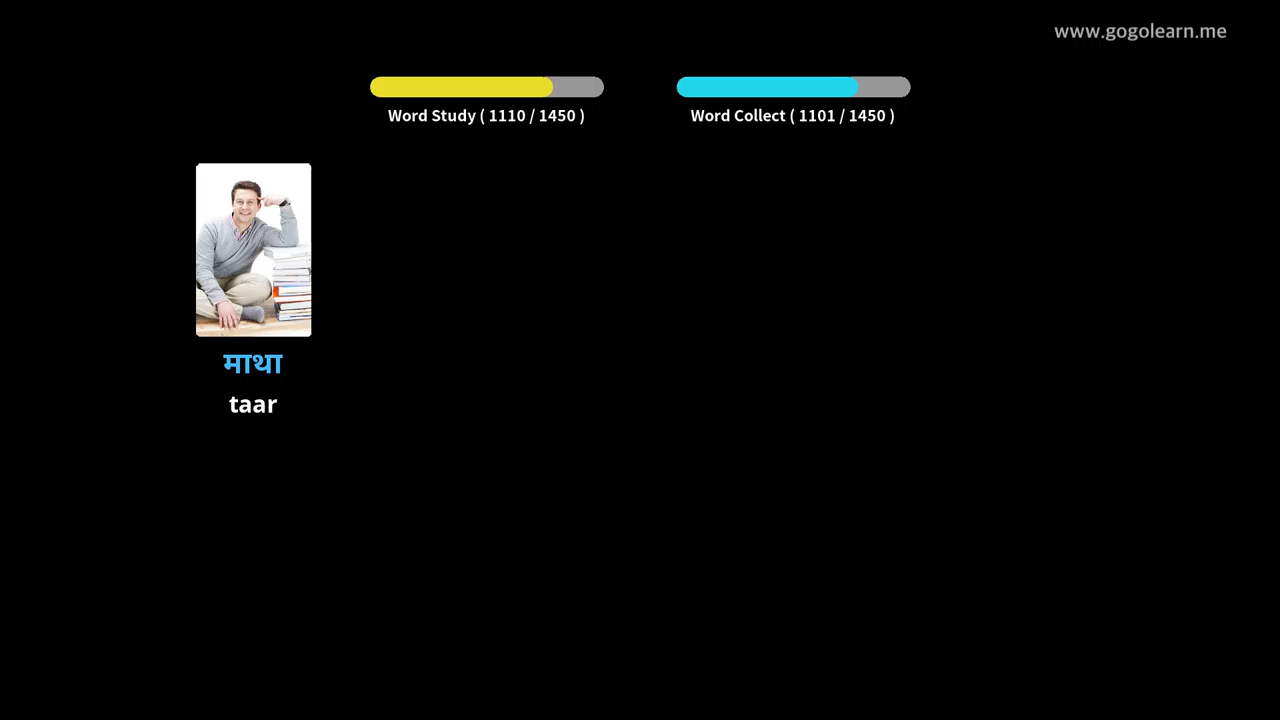 www.gogolearn.me
Word Study ( 1110 / 1450 )
Word Collect ( 1101 / 1450 )
माथा
taar